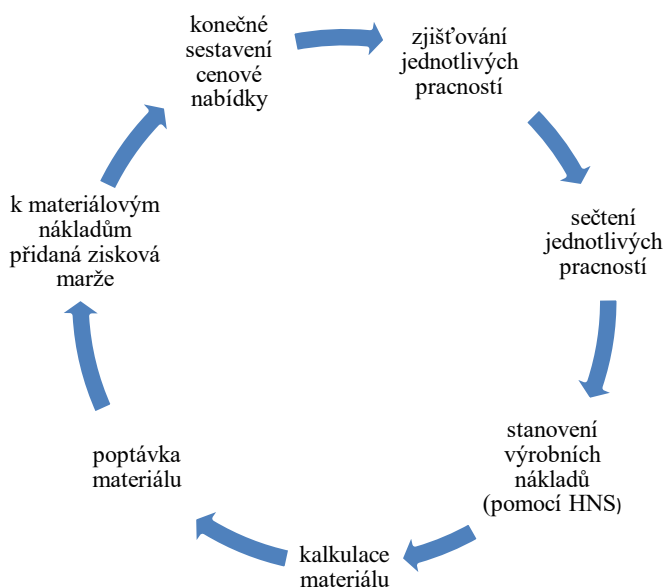 konečné
sestavení
cenové
nabídky
zjišťování
jednotlivých
pracností
sečtení
jednotlivých
pracností
stanovení
výrobních
nákladů
(pomocí HNS)
kalkulace
materiálu
poptávka
materiálu
k materiálovým
nákladům
přidaná zisková
marže